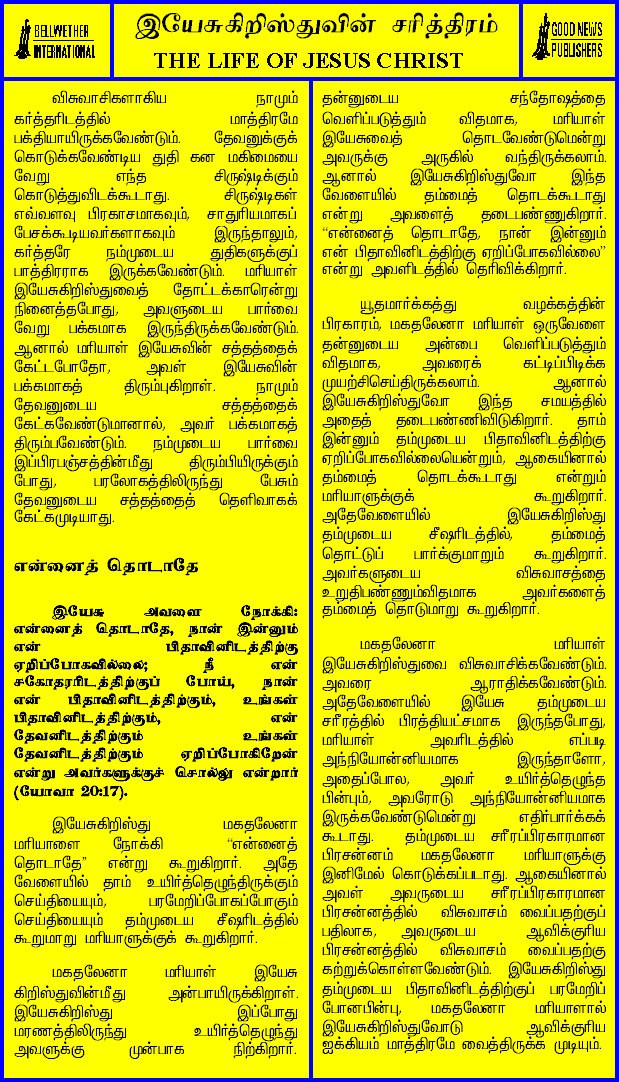 BELLWETHER
INTERNATIONAL
இயேசுகிறிஸ்துவின் சரித்திரம்
THE LIFE OF JESUS CHRIST
GOOD NEWS
PUBLISHERS
விசுவாசிகளாகிய நாமும்
கர்த்தரிடத்தில் மாத்திரமே
பக்தியாயிருக்கவேண்டும். தேவனுக்குக்
கொடுக்கவேண்டிய துதி கன மகிமையை
வேறு எந்த சிருஷ்டிக்கும்
கொடுத்துவிடக்கூடாது. சிருஷ்டிகள்
எவ்வளவு பிரகாசமாகவும், சாதுரியமாகப்
பேசக்கூடியவர்களாகவும் இருந்தாலும்,
கர்த்தரே நம்முடைய துதிகளுக்குப்
பாத்திரராக இருக்கவேண்டும். மரியாள்
இயேசுகிறிஸ்துவைத் தோட்டக்காரென்று
நினைத்தபோது, அவளுடைய பார்வை
வேறு பக்கமாக இருந்திருக்கவேண்டும்.
ஆனால் மரியாள் இயேசுவின் சத்தத்தைக்
கேட்டபோதோ, அவள் இயேசுவின்
பக்கமாகத் திரும்புகிறாள். நாமும்
தேவனுடைய சத்தத்தைக்
கேட்கவேண்டுமானால், அவர் பக்கமாகத்
திரும்பவேண்டும். நம்முடைய பார்வை
இப்பிரபஞ்சத்தின்மீது திரும்பியிருக்கும்
போது, பரலோகத்திலிருந்து பேசும்
தேவனுடைய சத்தத்தைத் தெளிவாகக்
கேட்கமுடியாது.
என்னைத் தொடாதே
இயேசு அவளை நோக்கி:
என்னைத் தொடாதே, நான் இன்னும்
என் பிதாவினிடத்திற்கு
ஏறிப்போகவில்லை; நீ என்
சகோதரரிடத்திற்குப் போய், நான்
என் பிதாவினிடத்திற்கும், உங்கள்
பிதாவினிடத்திற்கும், என்
தேவனிடத்திற்கும் உங்கள்
தேவனிடத்திற்கும் ஏறிப்போகிறேன்
என்று அவர்களுக்குச் சொல்லு என்றார்
(யோவா 20:17).
இயேசுகிறிஸ்து மகதலேனா
மரியாளை நோக்கி “என்னைத்
தொடாதே” என்று கூறுகிறார். அதே
வேளையில் தாம் உயிர்த்தெழுந்திருக்கும்
செய்தியையும், பரமேறிப்போகப்போகும்
செய்தியையும் தம்முடைய சீஷரிடத்தில்
கூறுமாறு மரியாளுக்குக் கூறுகிறார்.
மகதலேனா மரியாள் இயேசு
கிறிஸ்துவின்மீது அன்பாயிருக்கிறாள்.
இயேசுகிறிஸ்து இப்போது
மரணத்திலிருந்து உயிர்த்தெழுந்து
அவளுக்கு முன்பாக நிற்கிறார்.
தன்னுடைய சந்தோஷத்தை
வெளிப்படுத்தும் விதமாக, மரியாள்
இயேசுவைத் தொடவேண்டுமென்று
அவருக்கு அருகில் வந்திருக்கலாம்.
ஆனால் இயேசுகிறிஸ்துவோ இந்த
வேளையில் தம்மைத் தொடக்கூடாது
என்று அவளைத் தடைபண்ணுகிறார்.
“என்னைத் தொடாதே, நான் இன்னும்
என் பிதாவினிடத்திற்கு ஏறிப்போகவில்லை”
என்று அவளிடத்தில் தெரிவிக்கிறார்.
யூதமார்க்கத்து வழக்கத்தின்
பிரகாரம், மகதலேனா மரியாள் ஒருவேளை
தன்னுடைய அன்பை வெளிப்படுத்தும்
விதமாக, அவரைக் கட்டிப்பிடிக்க
முயற்சிசெய்திருக்கலாம். ஆனால்
இயேசுகிறிஸ்துவோ இந்த சமயத்தில்
அதைத் தடைபண்ணிவிடுகிறார். தாம்
இன்னும் தம்முடைய பிதாவினிடத்திற்கு
ஏறிப்போகவில்லையென்றும், ஆகையினால்
தம்மைத் தொடக்கூடாது என்றும்
மரியாளுக்குக் கூறுகிறார்.
அதேவேளையில் இயேசுகிறிஸ்து
தம்முடைய சீஷரிடத்தில், தம்மைத்
தொட்டுப் பார்க்குமாறும் கூறுகிறார்.
அவர்களுடைய விசுவாசத்தை
உறுதிபண்ணும்விதமாக அவர்களைத்
தம்மைத் தொடுமாறு கூறுகிறார்.
மகதலேனா மரியாள்
இயேசுகிறிஸ்துவை விசுவாசிக்கவேண்டும்.
அவரை ஆராதிக்கவேண்டும்.
அதேவேளையில் இயேசு தம்முடைய
சரீரத்தில் பிரத்தியட்சமாக இருந்தபோது,
மரியாள் அவரிடத்தில் எப்படி
அந்நியோன்னியமாக இருந்தாளோ,
அதைப்போல, அவர் உயிர்த்தெழுந்த
பின்பும், அவரோடு அந்நியோன்னியமாக
இருக்கவேண்டுமென்று எதிர்பார்க்கக்
கூடாது. தம்முடைய சரீரப்பிரகாரமான
பிரசன்னம் மகதலேனா மரியாளுக்கு
இனிமேல் கொடுக்கப்படாது. ஆகையினால்
அவள் அவருடைய சரீரப்பிரகாரமான
பிரசன்னத்தில் விசுவாசம் வைப்பதற்குப்
பதிலாக, அவருடைய ஆவிக்குரிய
பிரசன்னத்தில் விசுவாசம் வைப்பதற்கு
கற்றுக்கொள்ளவேண்டும். இயேசுகிறிஸ்து
தம்முடைய பிதாவினிடத்திற்குப் பரமேறிப்
போனபின்பு, மகதலேனா மரியாளால்
இயேசுகிறிஸ்துவோடு ஆவிக்குரிய
ஐக்கியம் மாத்திரமே வைத்திருக்க முடியும்.